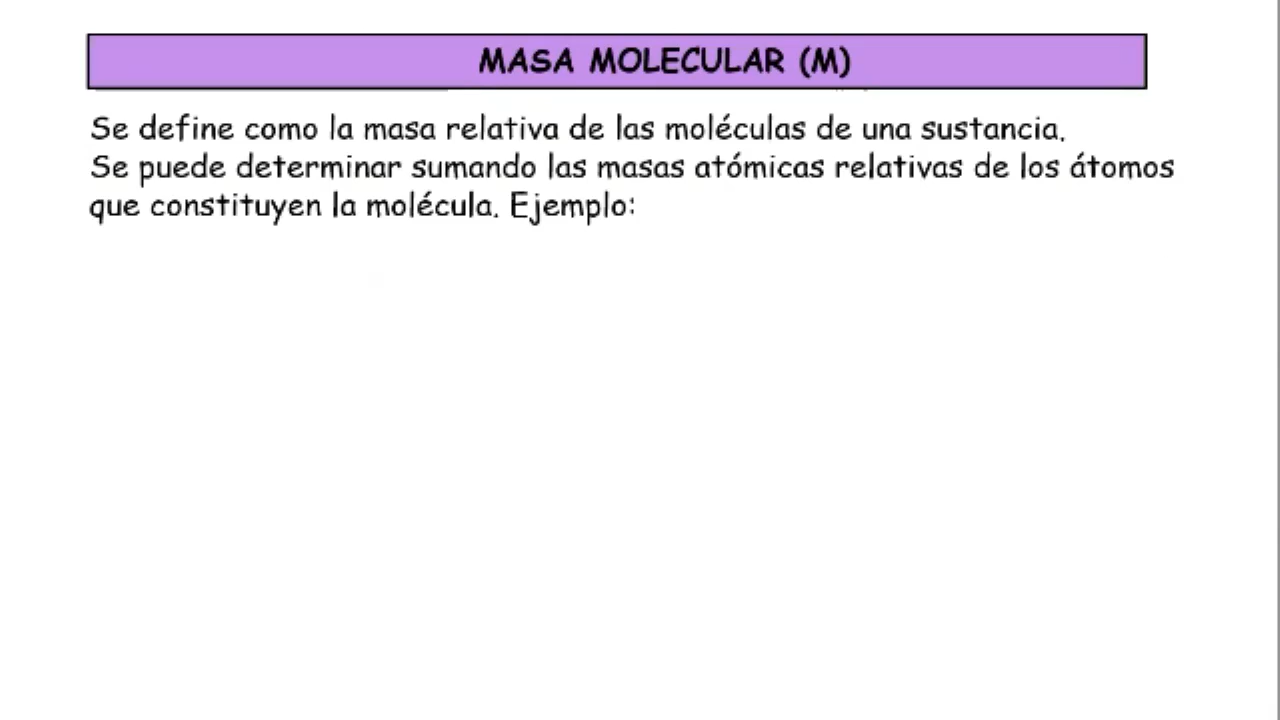 MASA MOLECULAR (M)
Se define como la masa relativa de las moléculas de una sustancia.
Se puede determinar sumando las masas atómicas relativas de los átomos
que constituyen la molécula. Ejemplo: